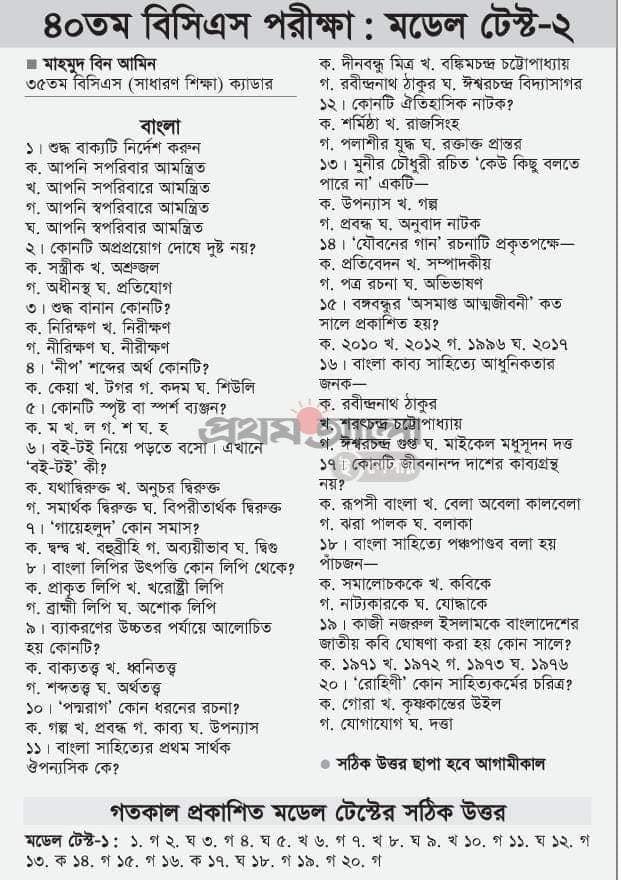 ৪০তম বিসিএস পরীক্ষা : মডেল টেস্ট-২
■ মাহমুদ বিন আমিন
৩৫তম বিসিএস (সাধারণ শিক্ষা) ক্যাডার
বাংলা
১। শুদ্ধ বাক্যটি নির্দেশ করুন
ক. আপনি সপরিবার আমন্ত্রিত
খ. আপনি সপরিবারে আমন্ত্রিত
গ. আপনি স্বপরিবারে আমন্ত্রিত
ঘ. আপনি স্বপরিবার আমন্ত্রিত
২। কোনটি অপপ্রয়োগ দোষে দুষ্ট নয়?
ক. সস্ত্রীক খ. অশ্রুজল
গ. অধীনস্থ ঘ. প্রতিযোগ
৩। শুদ্ধ বানান কোনটি?
ক. নিরিক্ষণ খ. নিরীক্ষণ
গ. নীরিক্ষণ ঘ. নীরীক্ষণ
৪। ‘নীপ’ শব্দের অর্থ কোনটি?
ক. কেয়া খ. টগর গ. কদম ঘ. শিউলি
৫। কোনটি স্পৃষ্ট বা স্পর্শ ব্যঞ্জন?
ক. ম খ. ল গ. শ ঘ. হ
৬। বই-টই নিয়ে পড়তে বসো। এখানে
‘বই-টই’ কী?
ক. যথাদ্বিরুক্ত খ. অনুচর দ্বিরুক্ত
গ. সমার্থক দ্বিরুক্ত ঘ. বিপরীতার্থক দ্বিরুক্ত
৭। ‘গায়েহলুদ’ কোন সমাস?
ক. দ্বন্দ্ব খ. বহুব্রীহি গ. অব্যয়ীভাব ঘ. দ্বিগু
৮। বাংলা লিপির উৎপত্তি কোন লিপি থেকে?
ক. প্রাকৃত লিপি খ. খরোষ্ট্রী লিপি
গ. ব্রাহ্মী লিপি ঘ. অশোক লিপি
৯। ব্যাকরণের উচ্চতর পর্যায়ে আলোচিত
হয় কোনটি?
ক. বাক্যতত্ত্ব খ. ধ্বনিতত্ত্ব
গ. শব্দতত্ত্ব ঘ. অর্থতত্ত্ব
১০। ‘পদ্মরাগ’ কোন ধরনের রচনা?
ক. গল্প খ. প্রবন্ধ গ. কাব্য ঘ. উপন্যাস
১১। বাংলা সাহিত্যের প্রথম সার্থক
ঔপন্যসিক কে?
ক. দীনবন্ধু মিত্র খ. বঙ্কিমচন্দ্র চট্টোপাধ্যায়
গ. রবীন্দ্রনাথ ঠাকুর ঘ. ঈশ্বরচন্দ্র বিদ্যাসাগর
১২। কোনটি ঐতিহাসিক নাটক?
ক. শর্মিষ্ঠা খ. রাজসিংহ
গ. পলাশীর যুদ্ধ ঘ. রক্তাক্ত প্রান্তর
১৩। মুনীর চৌধুরী রচিত ‘কেউ কিছু বলতে
পারে না’ একটি—
ক. উপন্যাস খ. গল্প
গ. প্রবন্ধ ঘ. অনুবাদ নাটক
১৪। ‘যৌবনের গান’ রচনাটি প্রকৃতপক্ষে—
ক. প্রতিবেদন খ. সম্পাদকীয়
গ. পত্র রচনা ঘ. অভিভাষণ
১৫। বঙ্গবন্ধুর ‘অসমাপ্ত আত্মজীবনী’ কত
সালে প্রকাশিত হয়?
ক. ২০১০ খ. ২০১২ গ. ১৯৯৬ ঘ. ২০১৭
১৬। বাংলা কাব্য সাহিত্যে আধুনিকতার
জনক—
ক. রবীন্দ্রনাথ ঠাকুর
খ. শরৎচন্দ্র চট্টোপাধ্যায়
প্রথম আলো
গ. ঈশ্বরচন্দ্র গুপ্ত ঘ. মাইকেল মধুসূদন দত্ত
১৭। কোনটি জীবনানন্দ দাশের কাব্যগ্রন্থ
নয়?
ক. রূপসী বাংলা খ. বেলা অবেলা কালবেলা
গ. ঝরা পালক ঘ. বলাকা
১৮। বাংলা সাহিত্যে পঞ্চপাণ্ডব বলা হয়
পাঁচজন—
ক. সমালোচককে খ. কবিকে
গ. নাট্যকারকে ঘ. যোদ্ধাকে
১৯। কাজী নজরুল ইসলামকে বাংলাদেশের
জাতীয় কবি ঘোষণা করা হয় কোন সালে?
ক. ১৯৭১ খ. ১৯৭২ গ. ১৯৭৩ ঘ. ১৯৭৬
২০। ‘রোহিণী’ কোন সাহিত্যকর্মের চরিত্র?
ক. গোরা খ. কৃষ্ণকান্তের উইল
গ. যোগাযোগ ঘ. দত্তা
● সঠিক উত্তর ছাপা হবে আগামীকাল
গতকাল প্রকাশিত মডেল টেস্টের সঠিক উত্তর
মডেল টেস্ট-১ : ১. গ ২. ঘ ৩. গ ৪. ঘ ৫. খ ৬. গ ৭. খ ৮. ঘ ৯. খ ১০. গ ১১. ঘ ১২. গ
১৩. ক ১৪. গ ১৫. গ ১৬. ক ১৭. ঘ ১৮. গ ১৯. গ ২০. গ